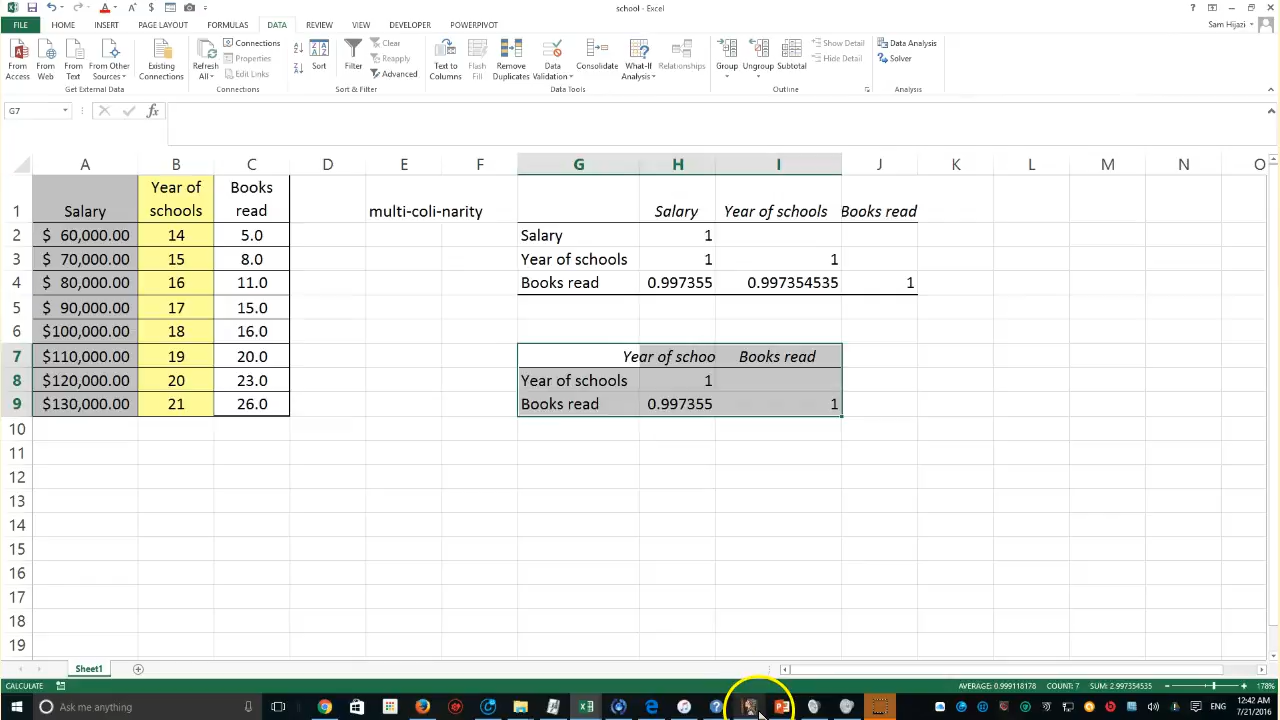 school - Excel
FILE HOME INSERT PAGE LAYOUT FORMULAS DATA REVIEW VIEW DEVELOPER POWERPIVOT Sam Hijazi
From Access From Web From Text From Other Sources Existing Connections Refresh All Connections Properties Edit Links Sort Filter Clear Reapply Advanced Text to Columns Flash Fill Remove Duplicates Data Validation Consolidate What-If Analysis Relationships Group Ungroup Subtotal Show Detail Hide Detail Data Analysis Solver
Get External Data Connections Sort & Filter Data Tools Outline Analysis
G7 fx
A B C D E F G H I J K L M N O
1 Salary Year of schools Books read multi-coli-narity Salary Year of schools Books read
2 $ 60,000.00 14 5.0 Salary 1
3 $ 70,000.00 15 8.0 Year of schools 1 1
4 $ 80,000.00 16 11.0 Books read 0.997355 0.997354535 1
5 $ 90,000.00 17 15.0
6 $100,000.00 18 16.0
7 $110,000.00 19 20.0 Year of schoo Books read
8 $120,000.00 20 23.0 Year of schools 1
9 $130,000.00 21 26.0 Books read 0.997355 1
10
11
12
13
14
15
16
17
18
19
Sheet1
CALCULATE AVERAGE: 0.999118178 COUNT: 7 SUM: 2.997354535 178%
Ask me anything ENG 12:42 AM
7/21/2016